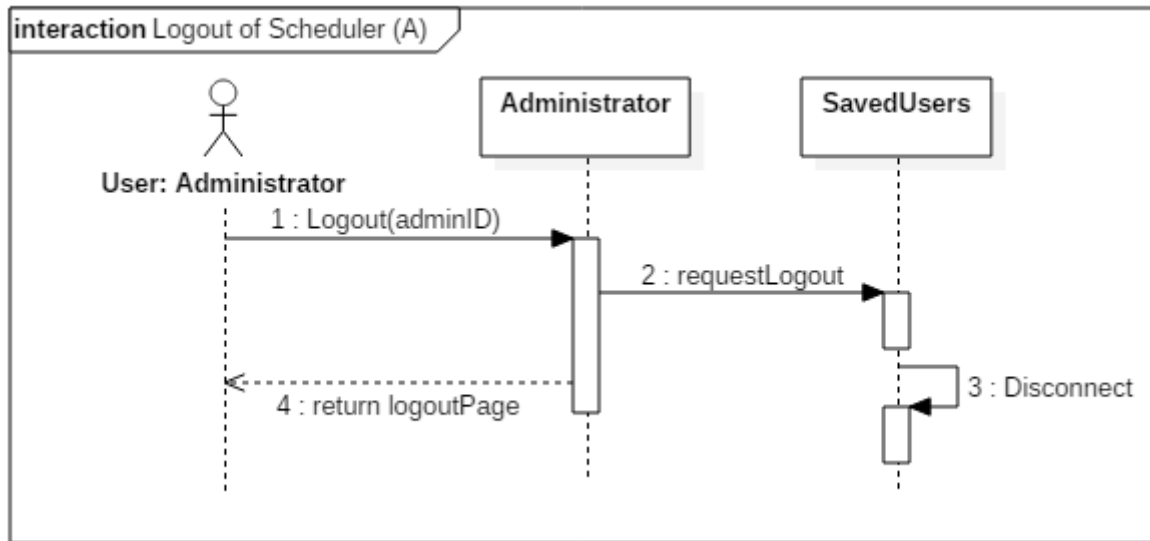 interaction Logout of Scheduler (A)
Administrator
SavedUsers
User: Administrator
1 : Logout(adminID)
2 : requestLogout
3 : Disconnect
4 : return logoutPage